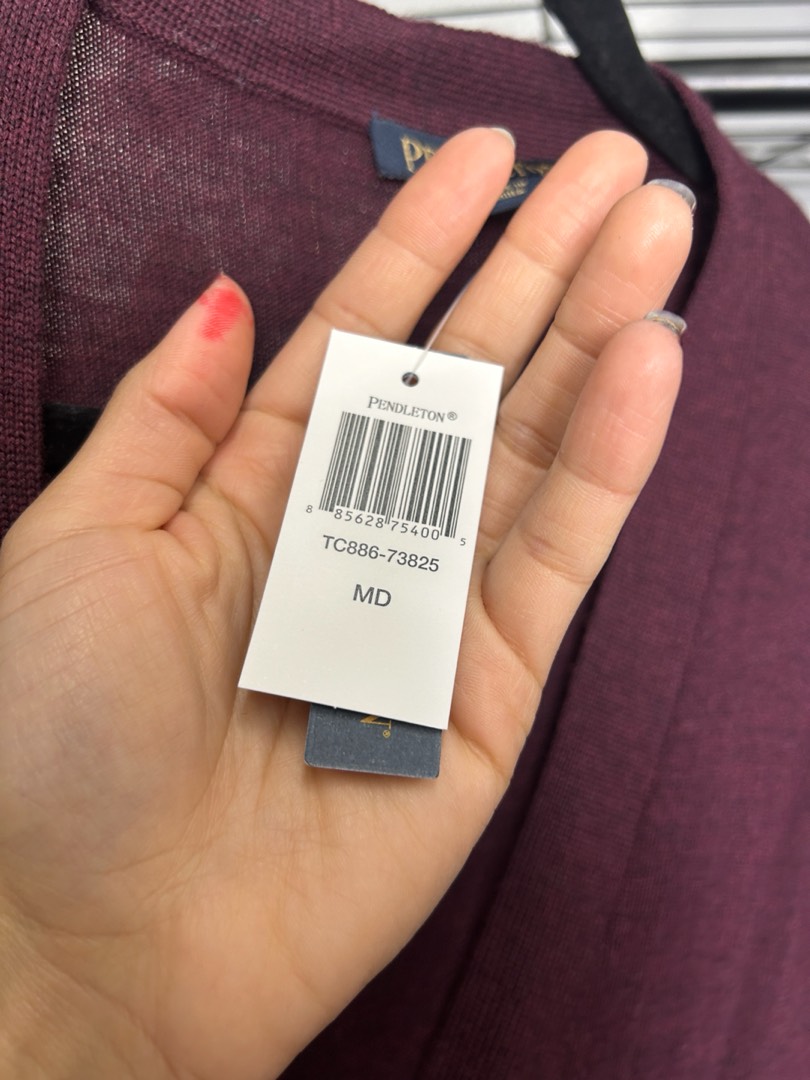 PENDLETON®
8 85628 75400 5
TC886-73825
MD
N®